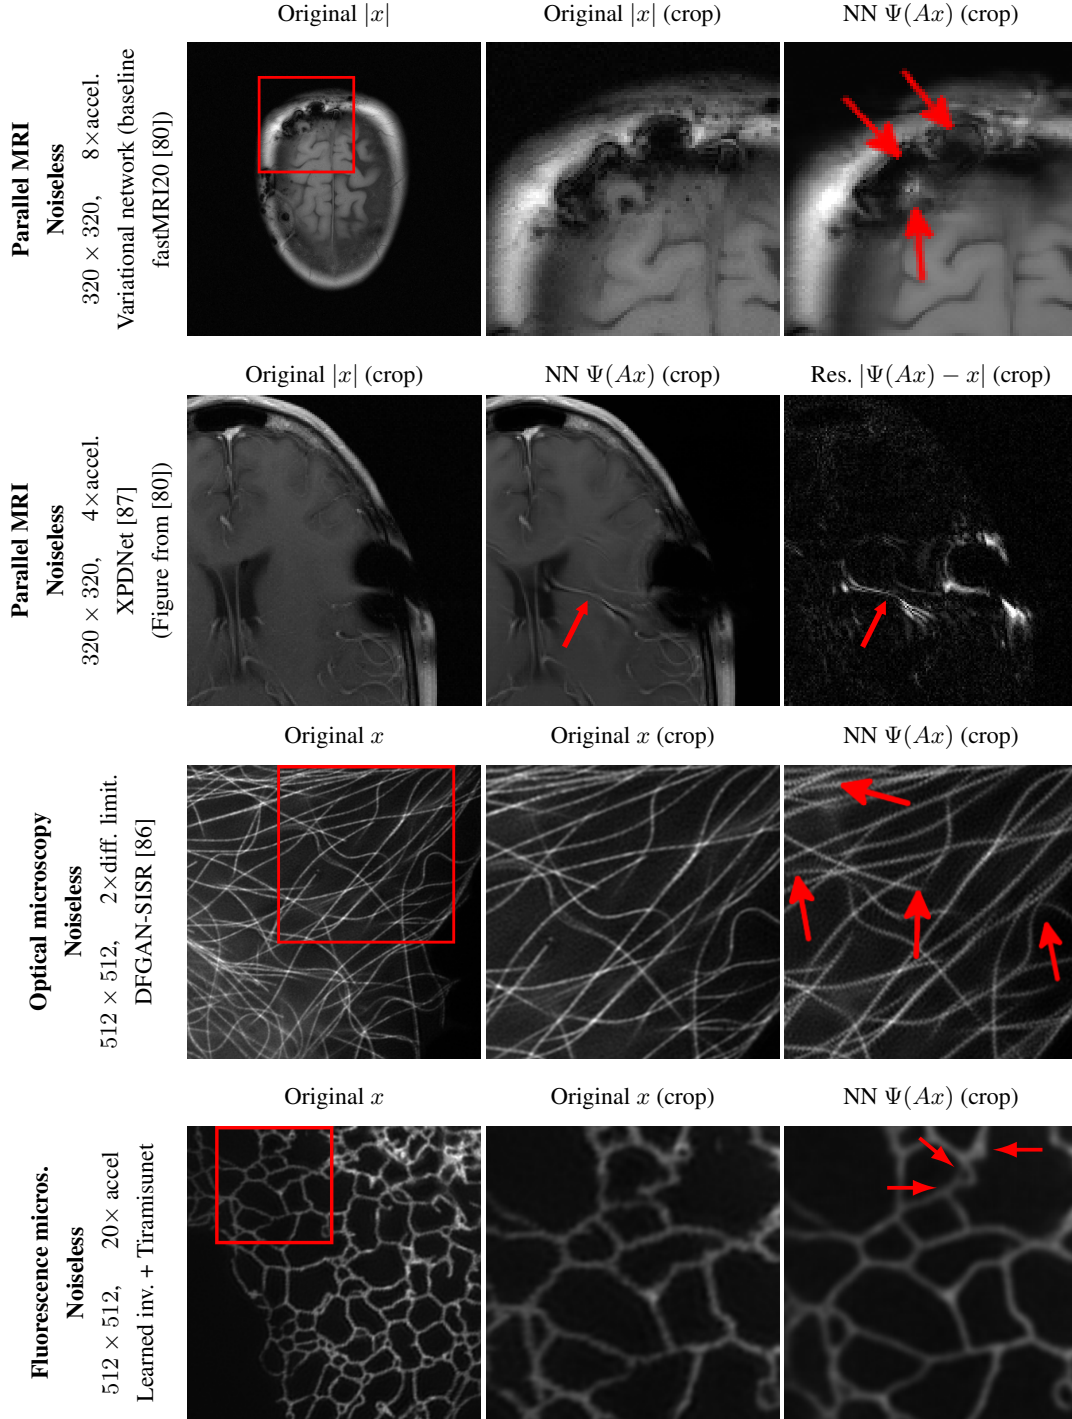 Original |x|
Original |x| (crop)
NN Ψ(Ax) (crop)
Parallel MRI
Noiseless
320 × 320, 8×accel.
Variational network (baseline
fastMRI20 [80])
Original |x| (crop)
NN Ψ(Ax) (crop)
Res. |Ψ(Ax) − x| (crop)
Parallel MRI
Noiseless
320 × 320, 4×accel.
XPDNet [87]
(Figure from [80])
Original x
Original x (crop)
NN Ψ(Ax) (crop)
Optical microscopy
Noiseless
512 × 512, 2×diff. limit.
DFGAN-SISR [86]
Original x
Original x (crop)
NN Ψ(Ax) (crop)
Fluorescence micros.
Noiseless
512 × 512, 20× accel
Learned inv. + Tiramisunet